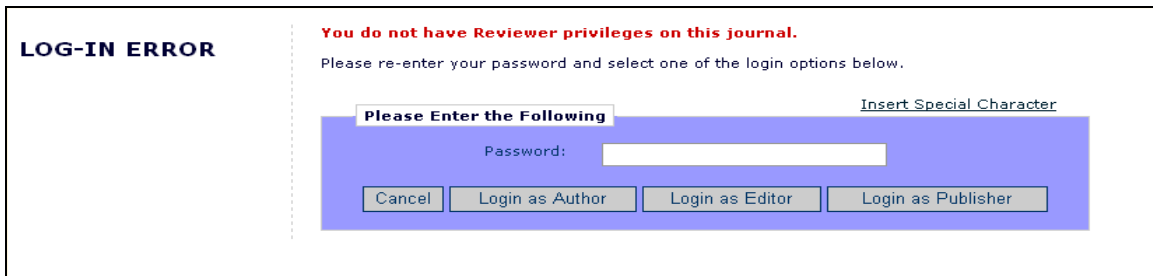 LOG-IN ERROR
You do not have Reviewer privileges on this journal.
Please re-enter your password and select one of the login options below.
Insert Special Character
Please Enter the Following
Password:
Cancel Login as Author Login as Editor Login as Publisher